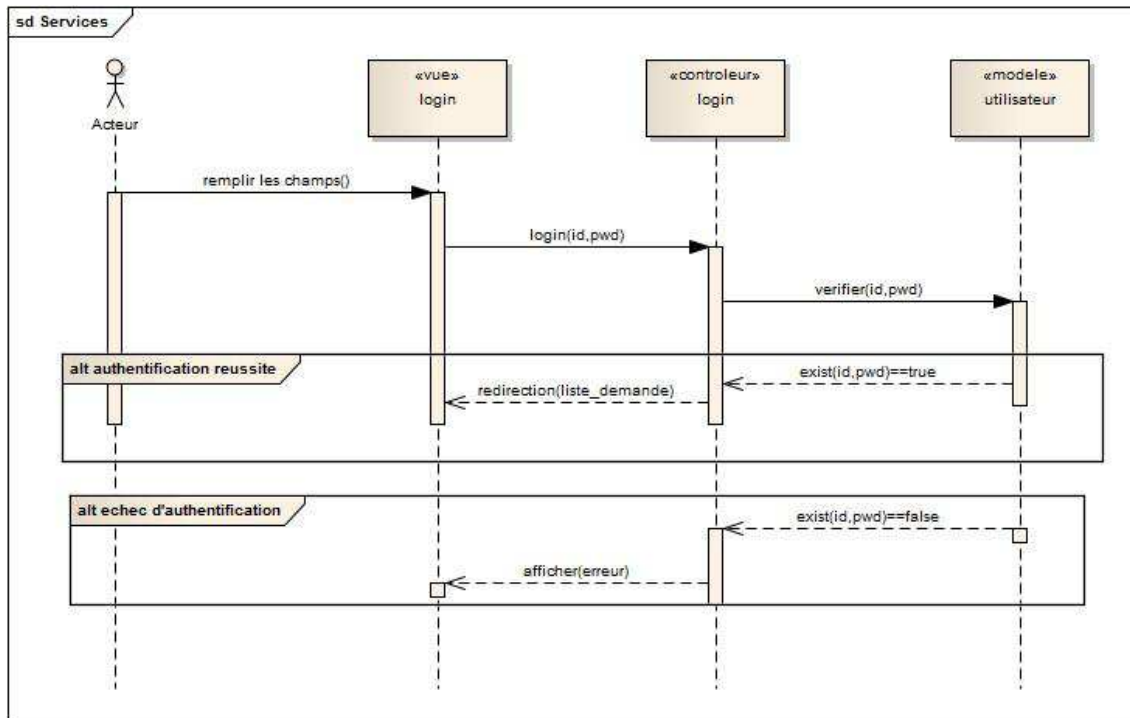 sd Services
«vue»
login
«controleur»
login
«modele»
utilisateur
Acteur
remplir les champs()
login(id,pwd)
verifier(id,pwd)
alt authentification reussite
exist(id,pwd)==true
redirection(liste_demande)
alt echec d'authentification
exist(id,pwd)==false
afficher(erreur)